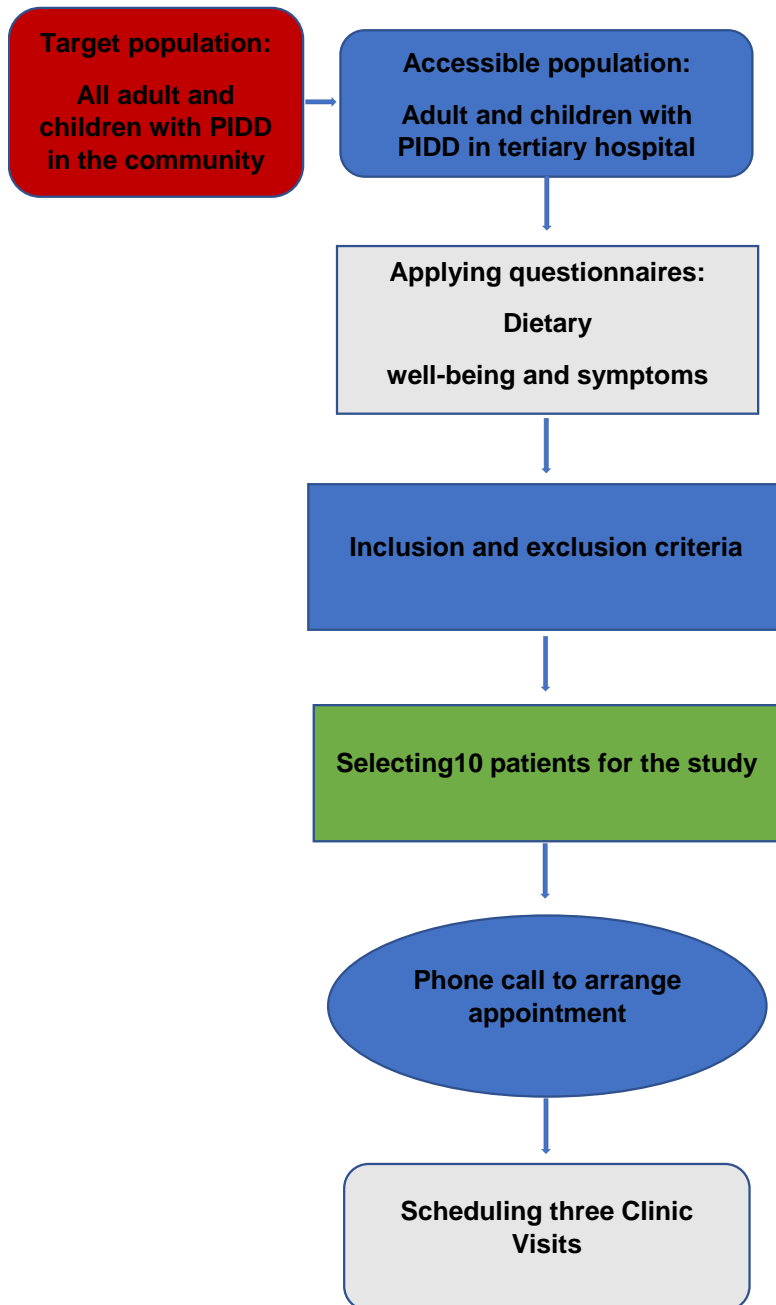 Target population:
All adult and
children with PIDD
in the community
Accessible population:
Adult and children with
PIDD in tertiary hospital
Applying questionnaires:
Dietary
well-being and symptoms
Inclusion and exclusion criteria
Selecting10 patients for the study
Phone call to arrange
appointment
Scheduling three Clinic
Visits